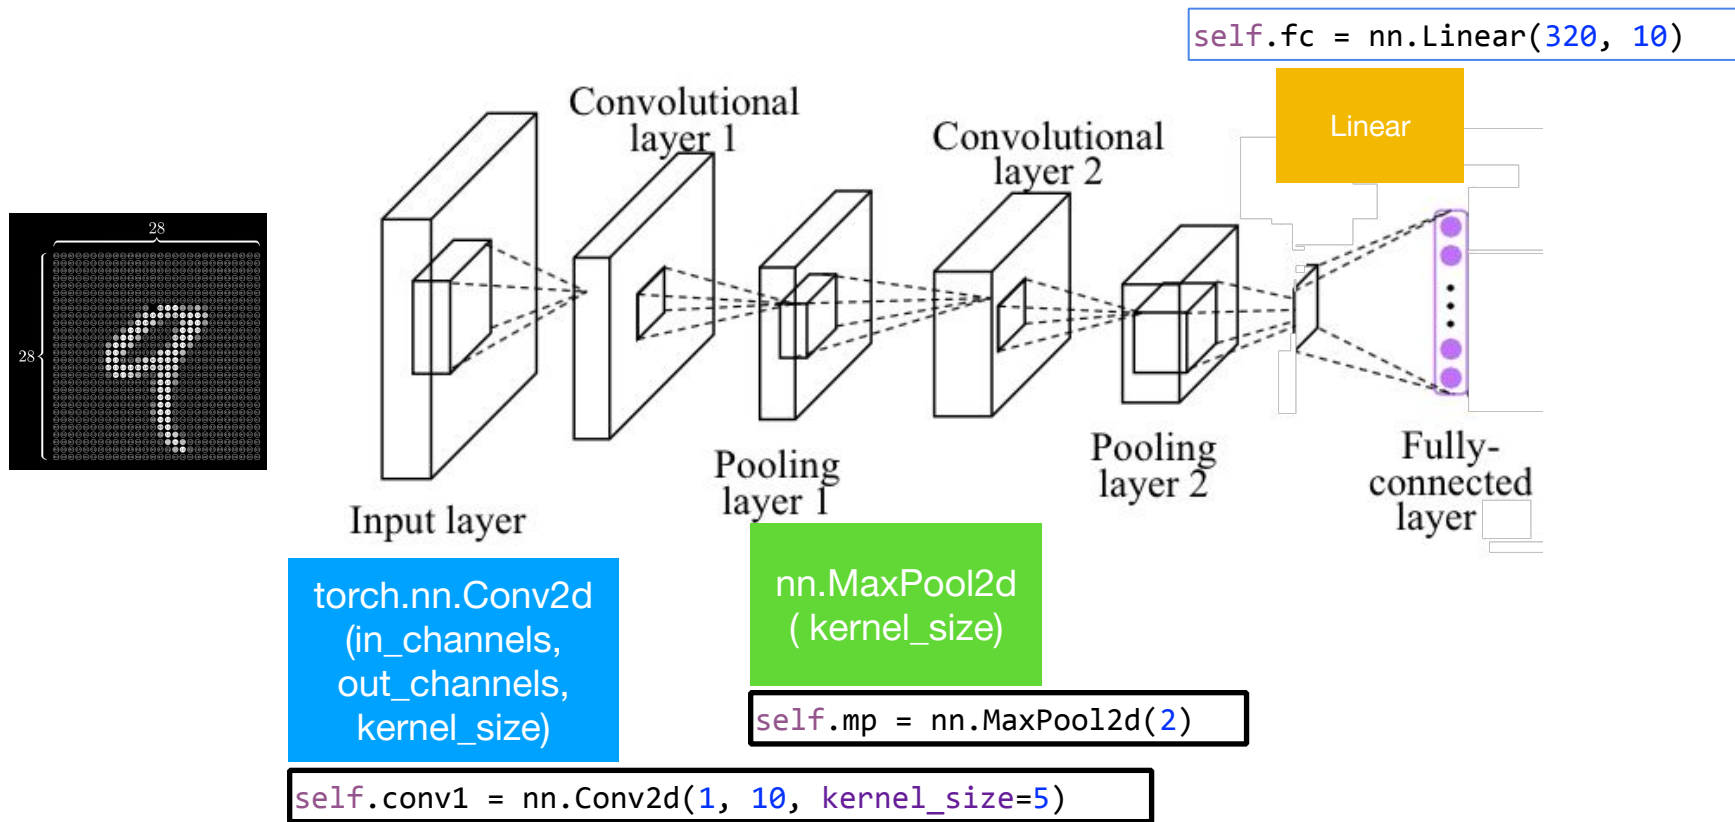 self.fc = nn.Linear(320, 10)
Linear
Convolutional
layer 1
Convolutional
layer 2
28
28
Pooling
layer 1
Pooling
layer 2
Fully-
connected
layer
Input layer
torch.nn.Conv2d
(in_channels,
out_channels,
kernel_size)
nn.MaxPool2d
( kernel_size)
self.mp = nn.MaxPool2d(2)
self.conv1 = nn.Conv2d(1, 10, kernel_size=5)